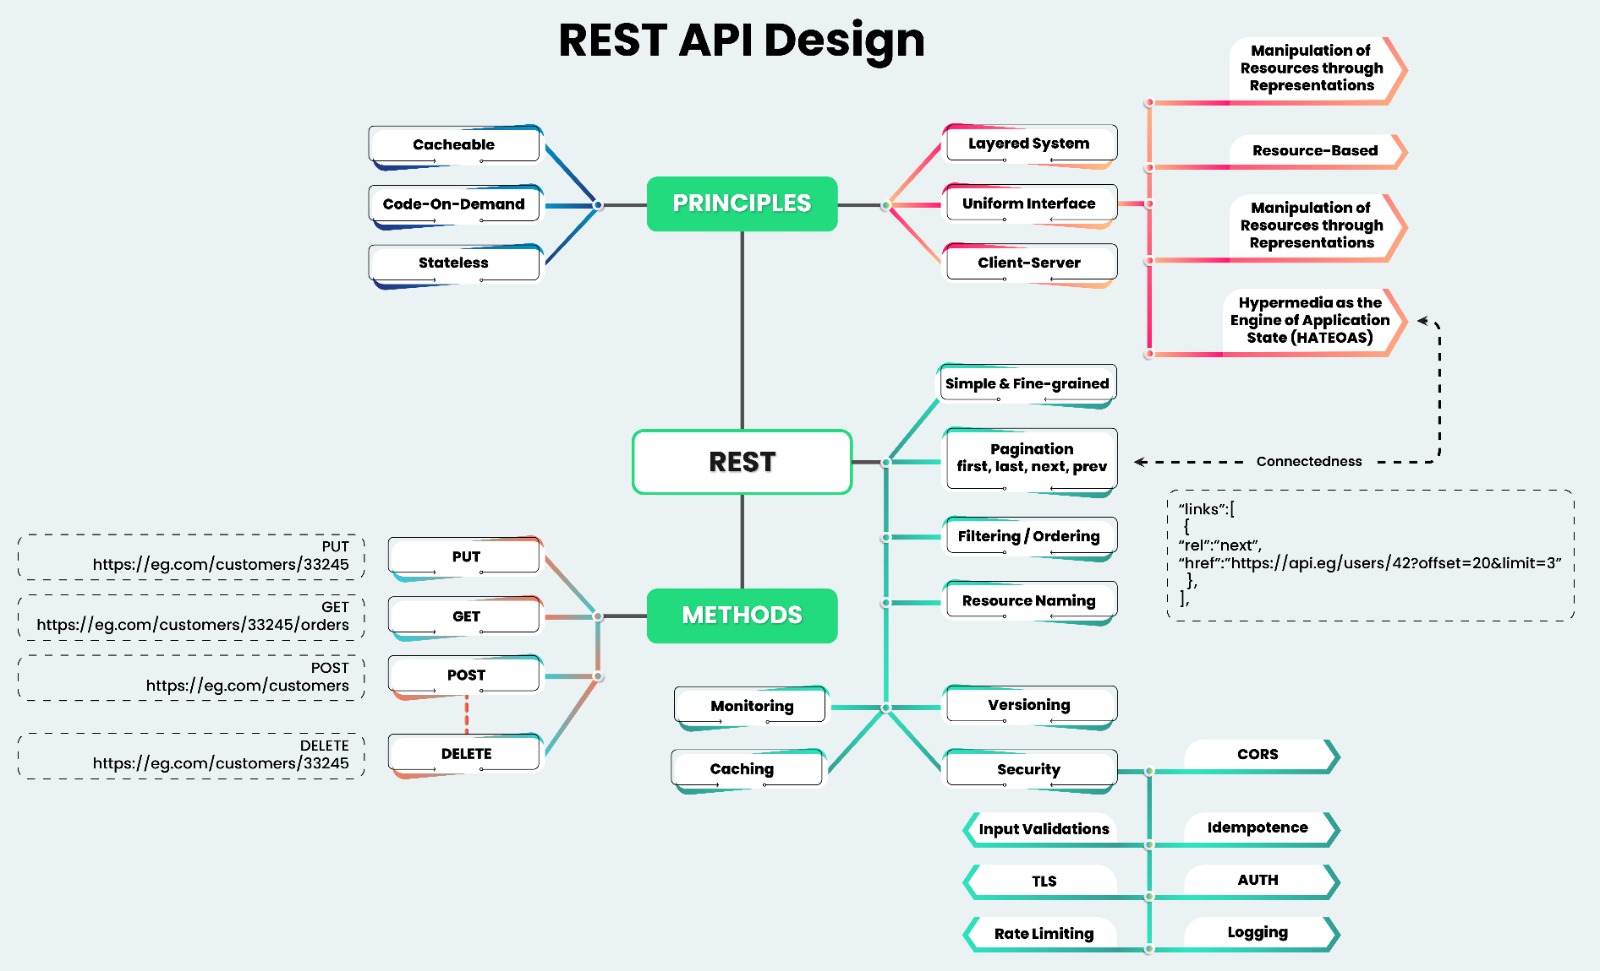 REST API Design
Cacheable
Code-On-Demand
Stateless
PRINCIPLES
Layered System
Uniform Interface
Client-Server
Manipulation of
Resources through
Representations
Resource-Based
Manipulation of
Resources through
Representations
Hypermedia as the
Engine of Application
State (HATEOAS)
REST
Simple & Fine-grained
Pagination
first, last, next, prev
Connectedness
“links”:[
{
“rel”:“next”,
“href”:“https://api.eg/users/42?offset=20&limit=3”
},
],
Filtering / Ordering
Resource Naming
METHODS
PUT
https://eg.com/customers/33245
PUT
GET
https://eg.com/customers/33245/orders
GET
POST
https://eg.com/customers
POST
DELETE
https://eg.com/customers/33245
DELETE
Monitoring
Versioning
Caching
Security
CORS
Input Validations
Idempotence
TLS
AUTH
Rate Limiting
Logging